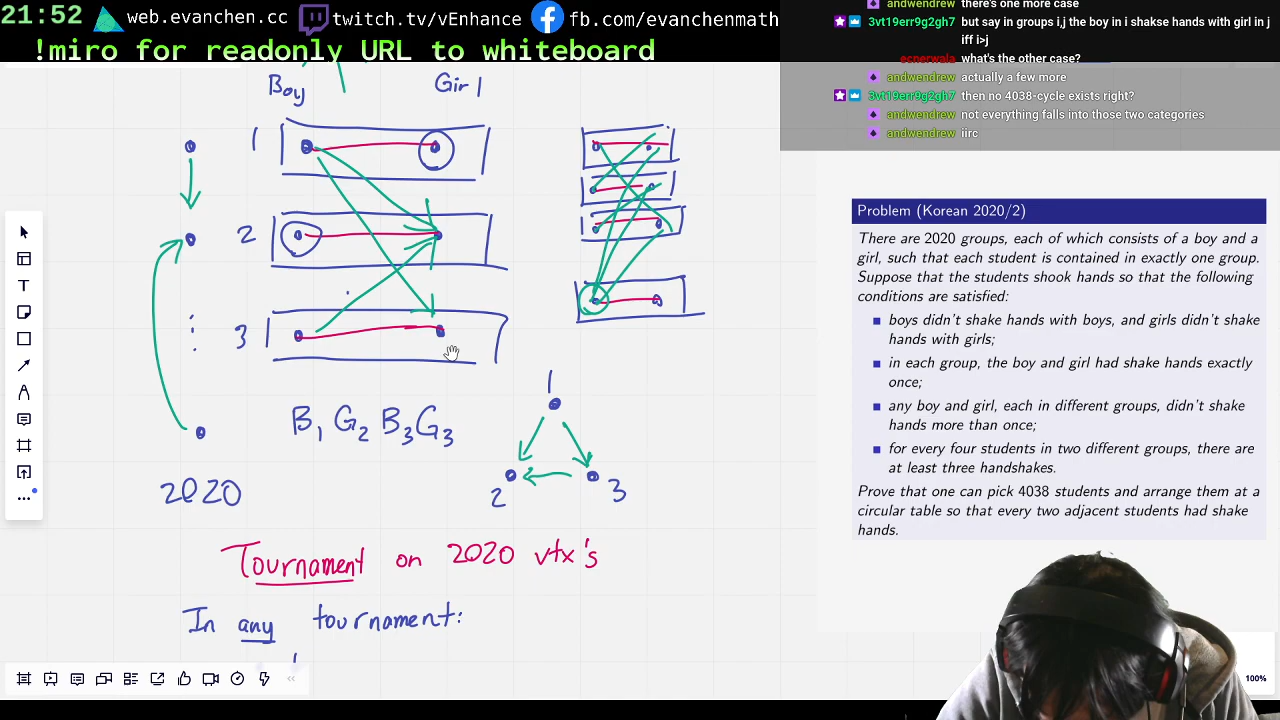 21:52 web.evanchen.cc twitch.tv/vEnhance fb.com/evanchenmath
!miro for readonly URL to whiteboard
andwendrew there's one more case
3vt19err9g2gh7 but say in groups i,j the boy in i shakse hands with girl in j
iff i>j
ecnerwala what's the other case?
andwendrew actually a few more
3vt19err9g2gh7 then no 4038-cycle exists right?
andwendrew not everything falls into those two categories
andwendrew iirc
Boy Girl
1
2
3
2020
B1 G2 B3 G3
1
2 3
Tournament on 2020 vtx's
In any tournament:
Problem (Korean 2020/2)
There are 2020 groups, each of which consists of a boy and a
girl, such that each student is contained in exactly one group.
Suppose that the students shook hands so that the following
conditions are satisfied:
boys didn't shake hands with boys, and girls didn't shake
hands with girls;
in each group, the boy and girl had shake hands exactly
once;
any boy and girl, each in different groups, didn't shake
hands more than once;
for every four students in two different groups, there are
at least three handshakes.
Prove that one can pick 4038 students and arrange them at a
circular table so that every two adjacent students had shake
hands.
100%